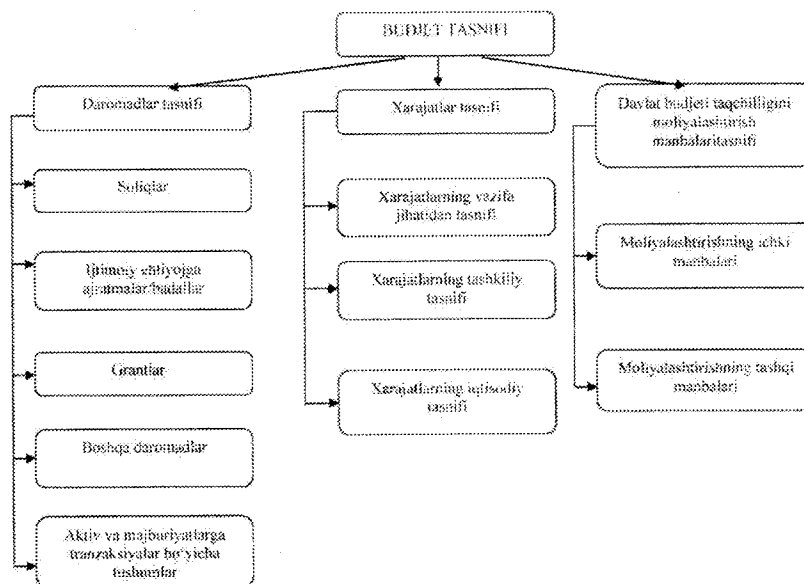 BUDJET TASNIFI
Daromadlar tasnifi
Soliqlar
Ijtimoiy ehtiyojga
ajratmalar/badallar
Grantlar
Boshqa daromadlar
Aktiv va majburiyatlarga
tranzaksiyalar bo‘yicha
tushumlar
Xarajatlar tasnifi
Xarajatlarning vazifa
jihatidan tasnifi
Xarajatlarning tashkiliy
tasnifi
Xarajatlarning iqtisodiy
tasnifi
Davlat budjeti taqchilligini
moliyalashtirish
manbalaritasnifi
Moliyalashtirishning ichki
manbalari
Moliyalashtirishning tashqi
manbalari